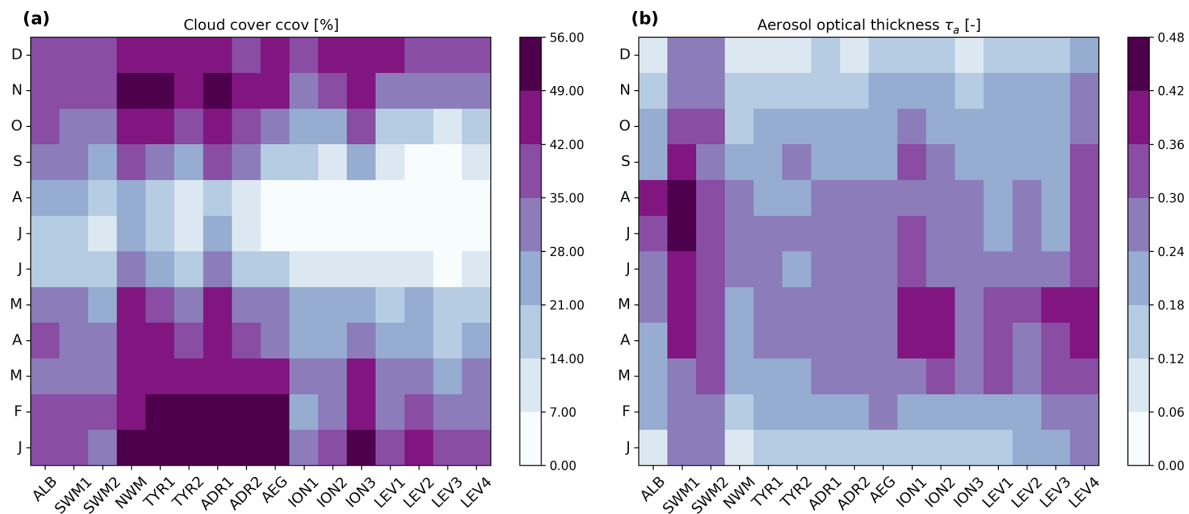 (a)
Cloud cover ccov [%]
D
N
O
S
A
J
J
M
A
M
F
J
ALB SWM1 SWM2 NWM TYR1 TYR2 ADR1 ADR2 AEG ION1 ION2 ION3 LEV1 LEV2 LEV3 LEV4
56.00
49.00
42.00
35.00
28.00
21.00
14.00
7.00
0.00
(b)
Aerosol optical thickness τₐ [-]
D
N
O
S
A
J
J
M
A
M
F
J
ALB SWM1 SWM2 NWM TYR1 TYR2 ADR1 ADR2 AEG ION1 ION2 ION3 LEV1 LEV2 LEV3 LEV4
0.48
0.42
0.36
0.30
0.24
0.18
0.12
0.06
0.00